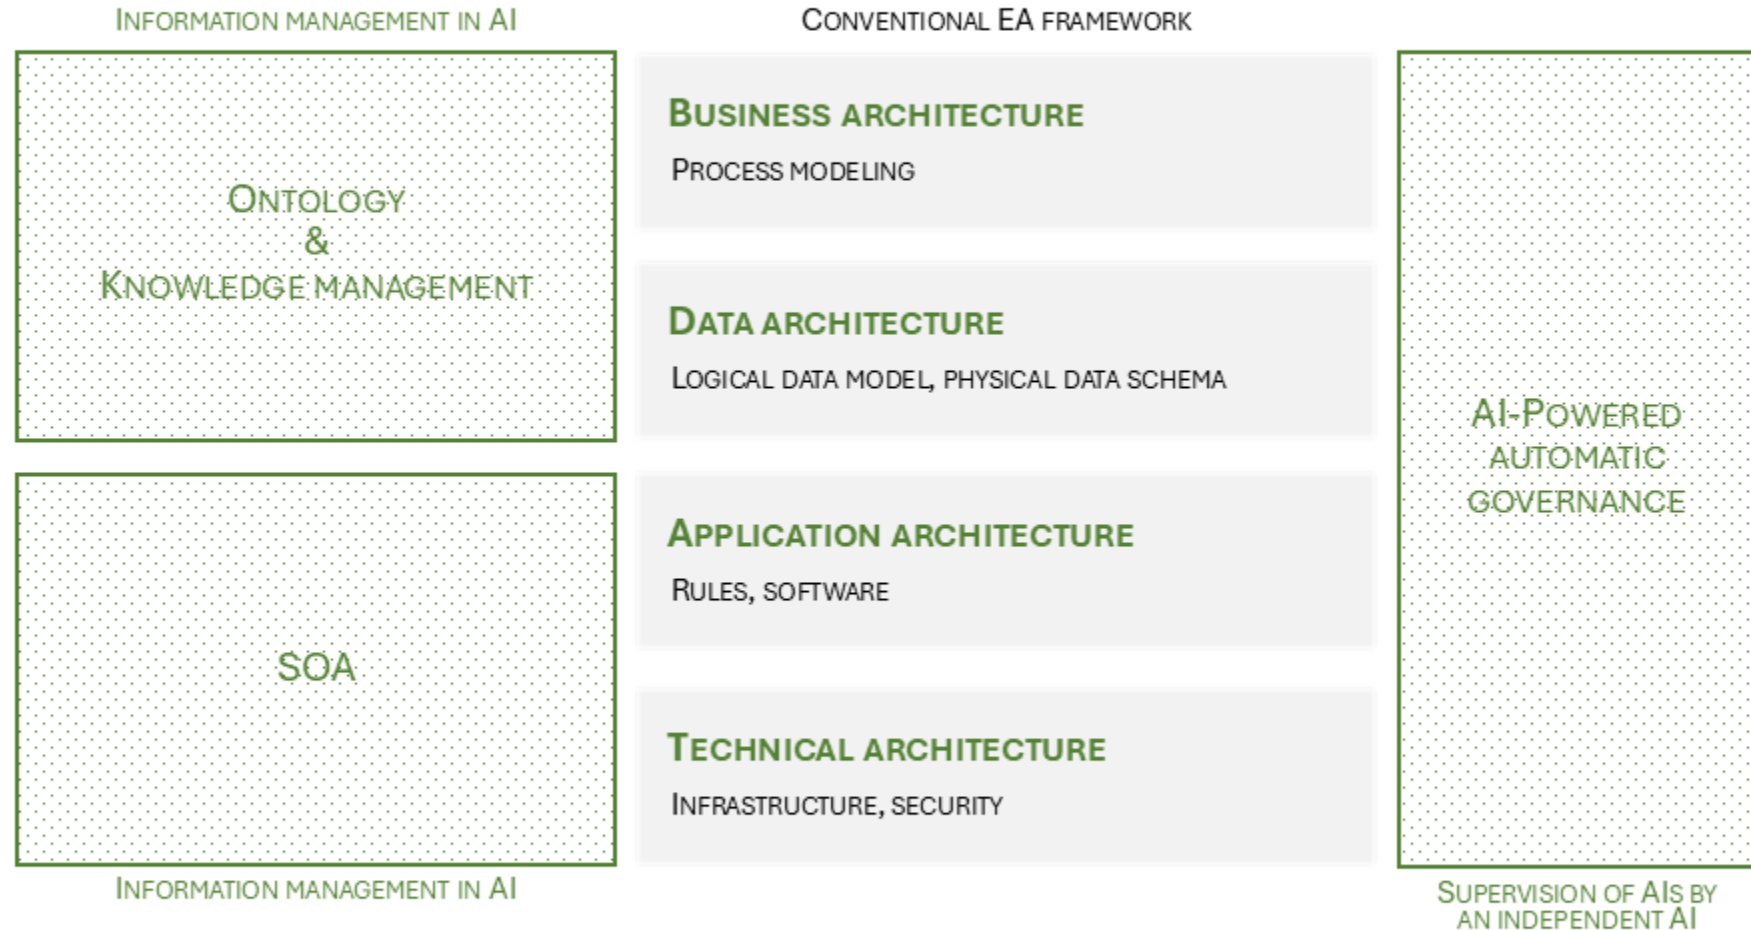 Information management in AI
Conventional EA framework
Ontology
&
Knowledge management
SOA
Information management in AI
Business architecture
Process modeling
Data architecture
Logical data model, physical data schema
Application architecture
Rules, software
Technical architecture
Infrastructure, security
AI-Powered
automatic
governance
Supervision of AIs by
an independent AI